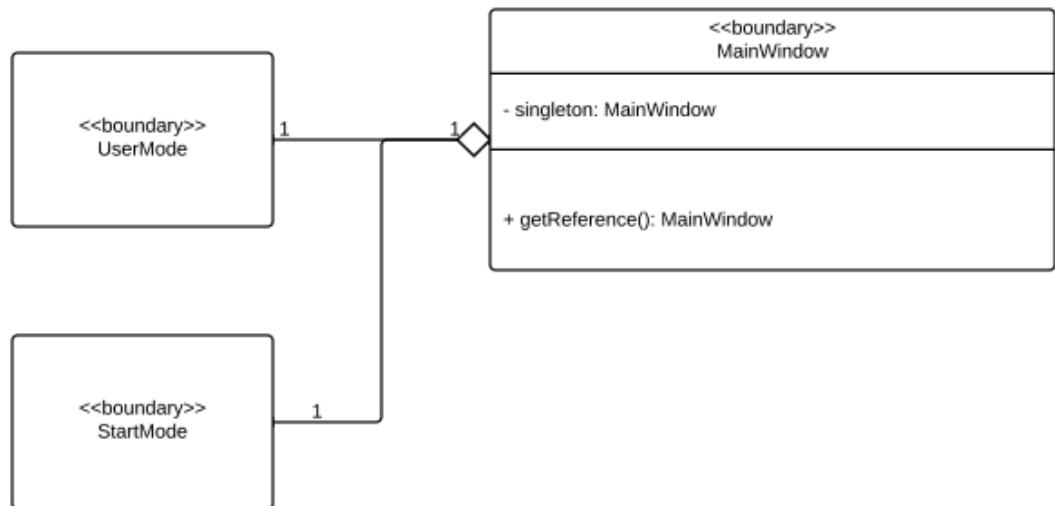 <<boundary>>
MainWindow
- singleton: MainWindow
+ getReference(): MainWindow
<<boundary>>
UserMode
1
1
<<boundary>>
StartMode
1